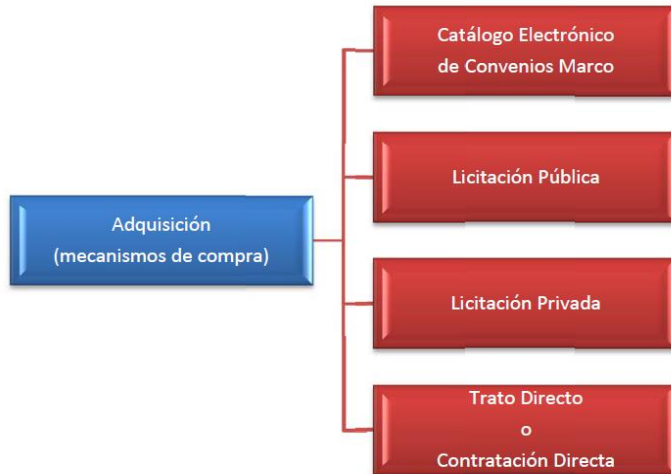 Catálogo Electrónico
de Convenios Marco
Licitación Pública
Adquisición
(mecanismos de compra)
Licitación Privada
Trato Directo
o
Contratación Directa